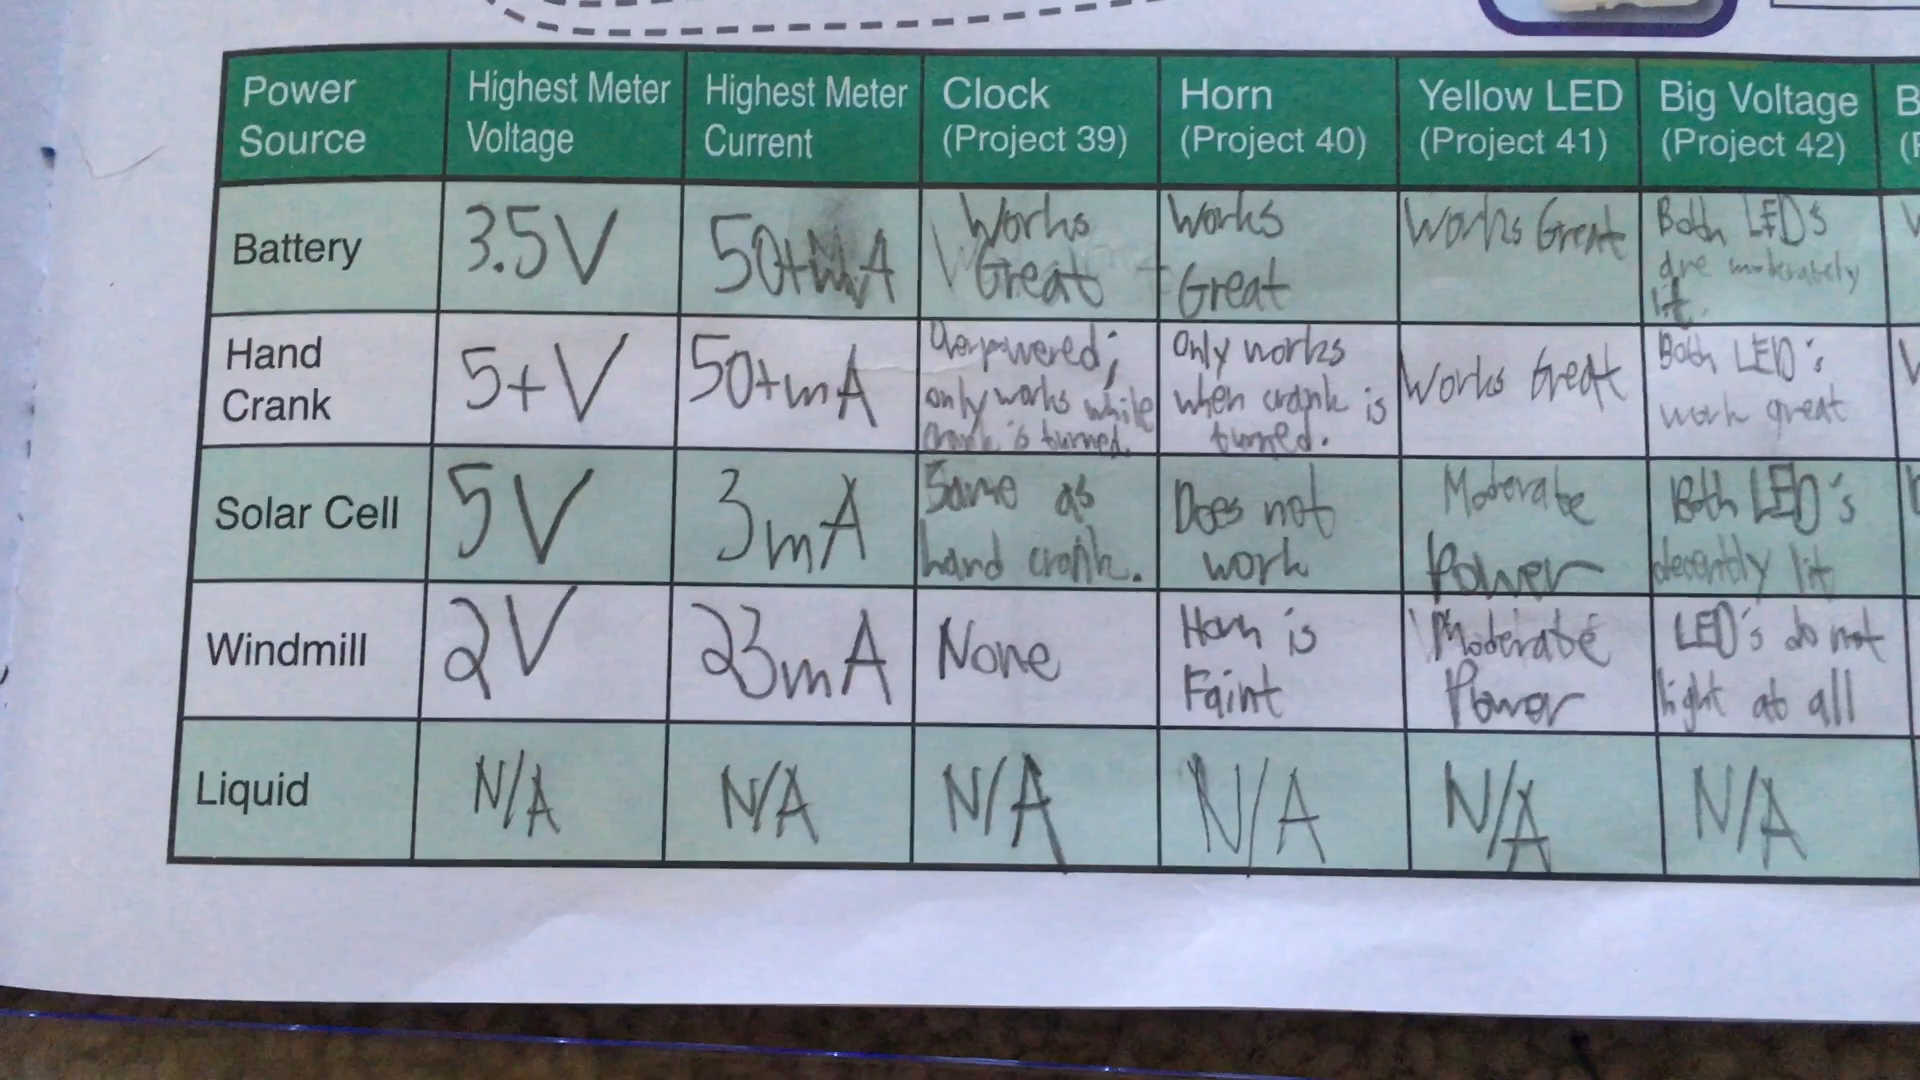 Power Source
Highest Meter Voltage
Highest Meter Current
Clock (Project 39)
Horn (Project 40)
Yellow LED (Project 41)
Big Voltage (Project 42)
Battery
3.5V
50+mA
Works Great
Works Great
Works Great
Both LEDS are moderately lit.
Hand Crank
5+V
50+mA
Overpowered; only works while crank is turned.
Only works when crank is turned.
Works Great
Both LED's work great
Solar Cell
5V
3mA
Same as hand crank.
Does not work
Moderate Power
Both LED's decently lit
Windmill
2V
23mA
None
Horn is Faint
Moderate Power
LED's do not light at all
Liquid
N/A
N/A
N/A
N/A
N/A
N/A